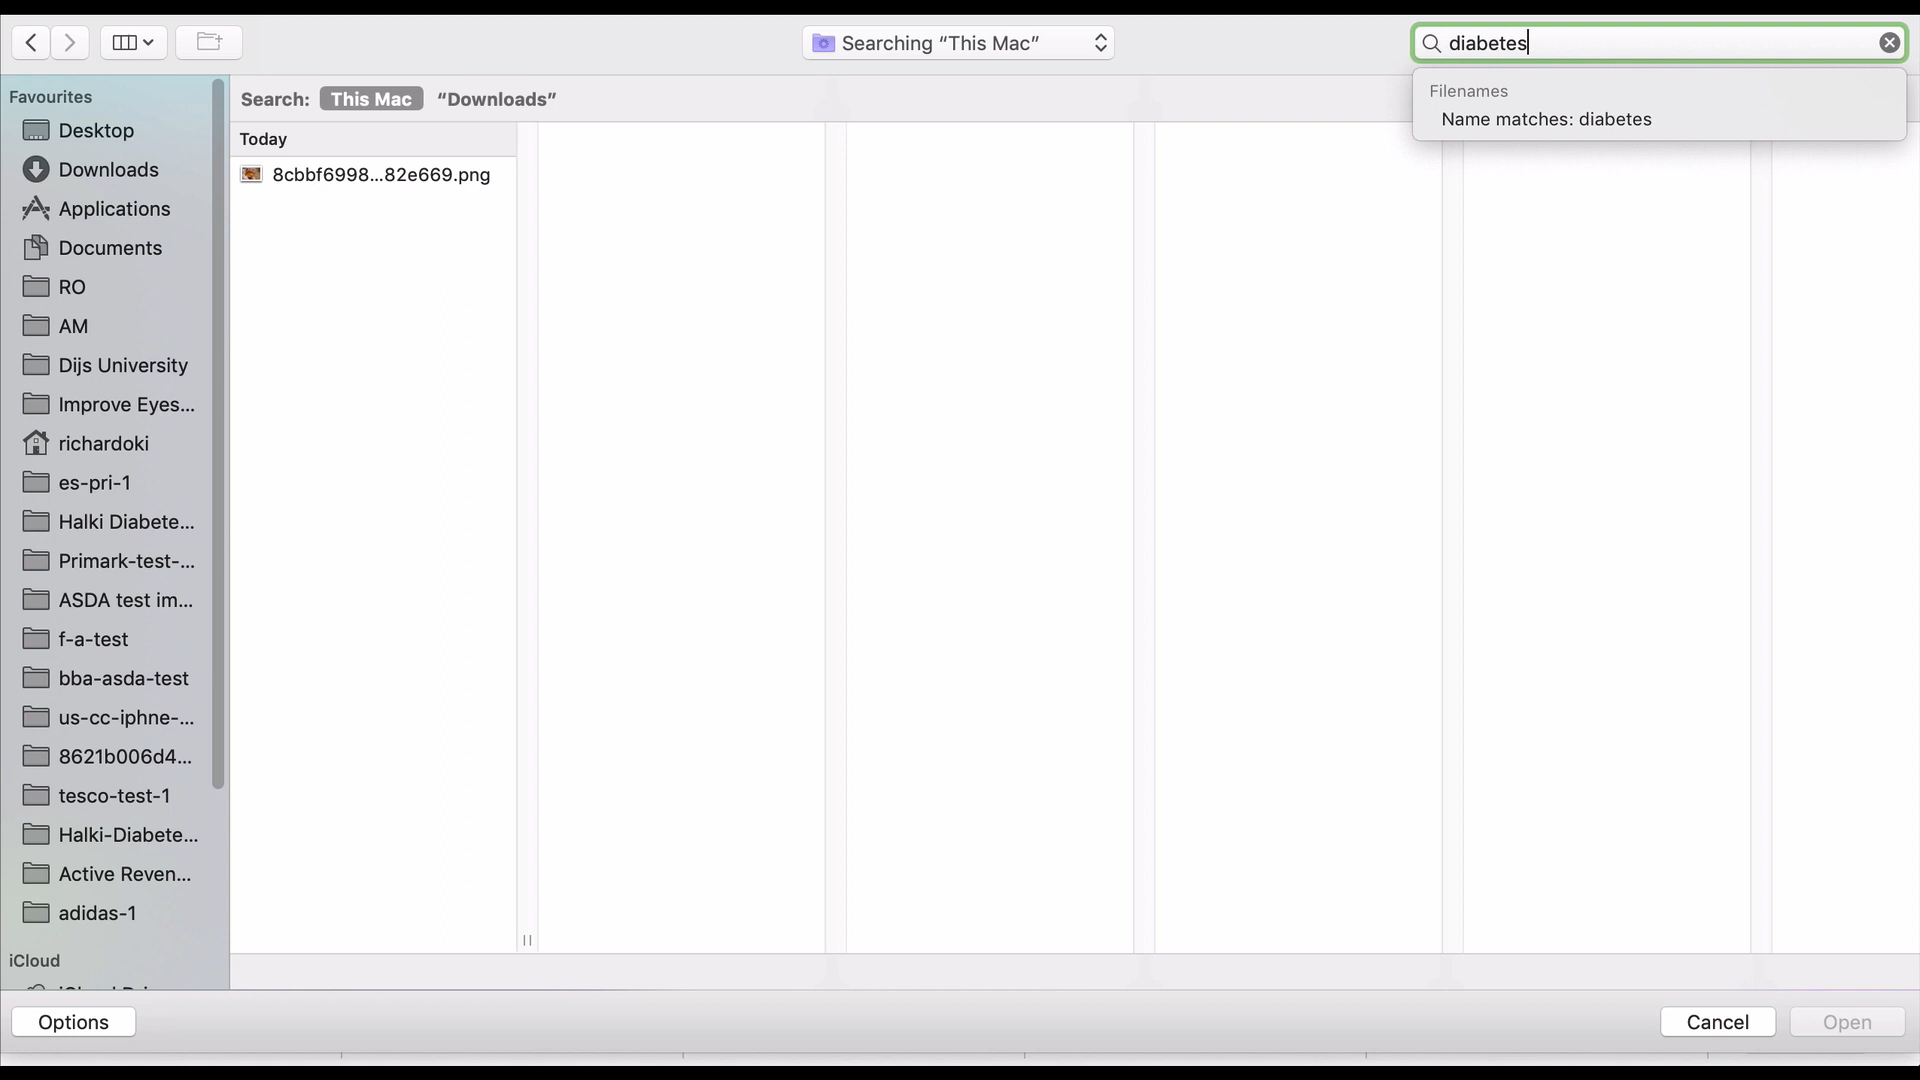 Searching “This Mac”
diabetes
Filenames
Name matches: diabetes
Favourites
Desktop
Downloads
Applications
Documents
RO
AM
Dijs University
Improve Eyes...
richardoki
es-pri-1
Halki Diabete...
Primark-test-...
ASDA test im...
f-a-test
bba-asda-test
us-cc-iphne-...
8621b006d4...
tesco-test-1
Halki-Diabete...
Active Reven...
adidas-1
iCloud
Search: This Mac “Downloads”
Today
8cbbf6998...82e669.png
Options
Cancel
Open